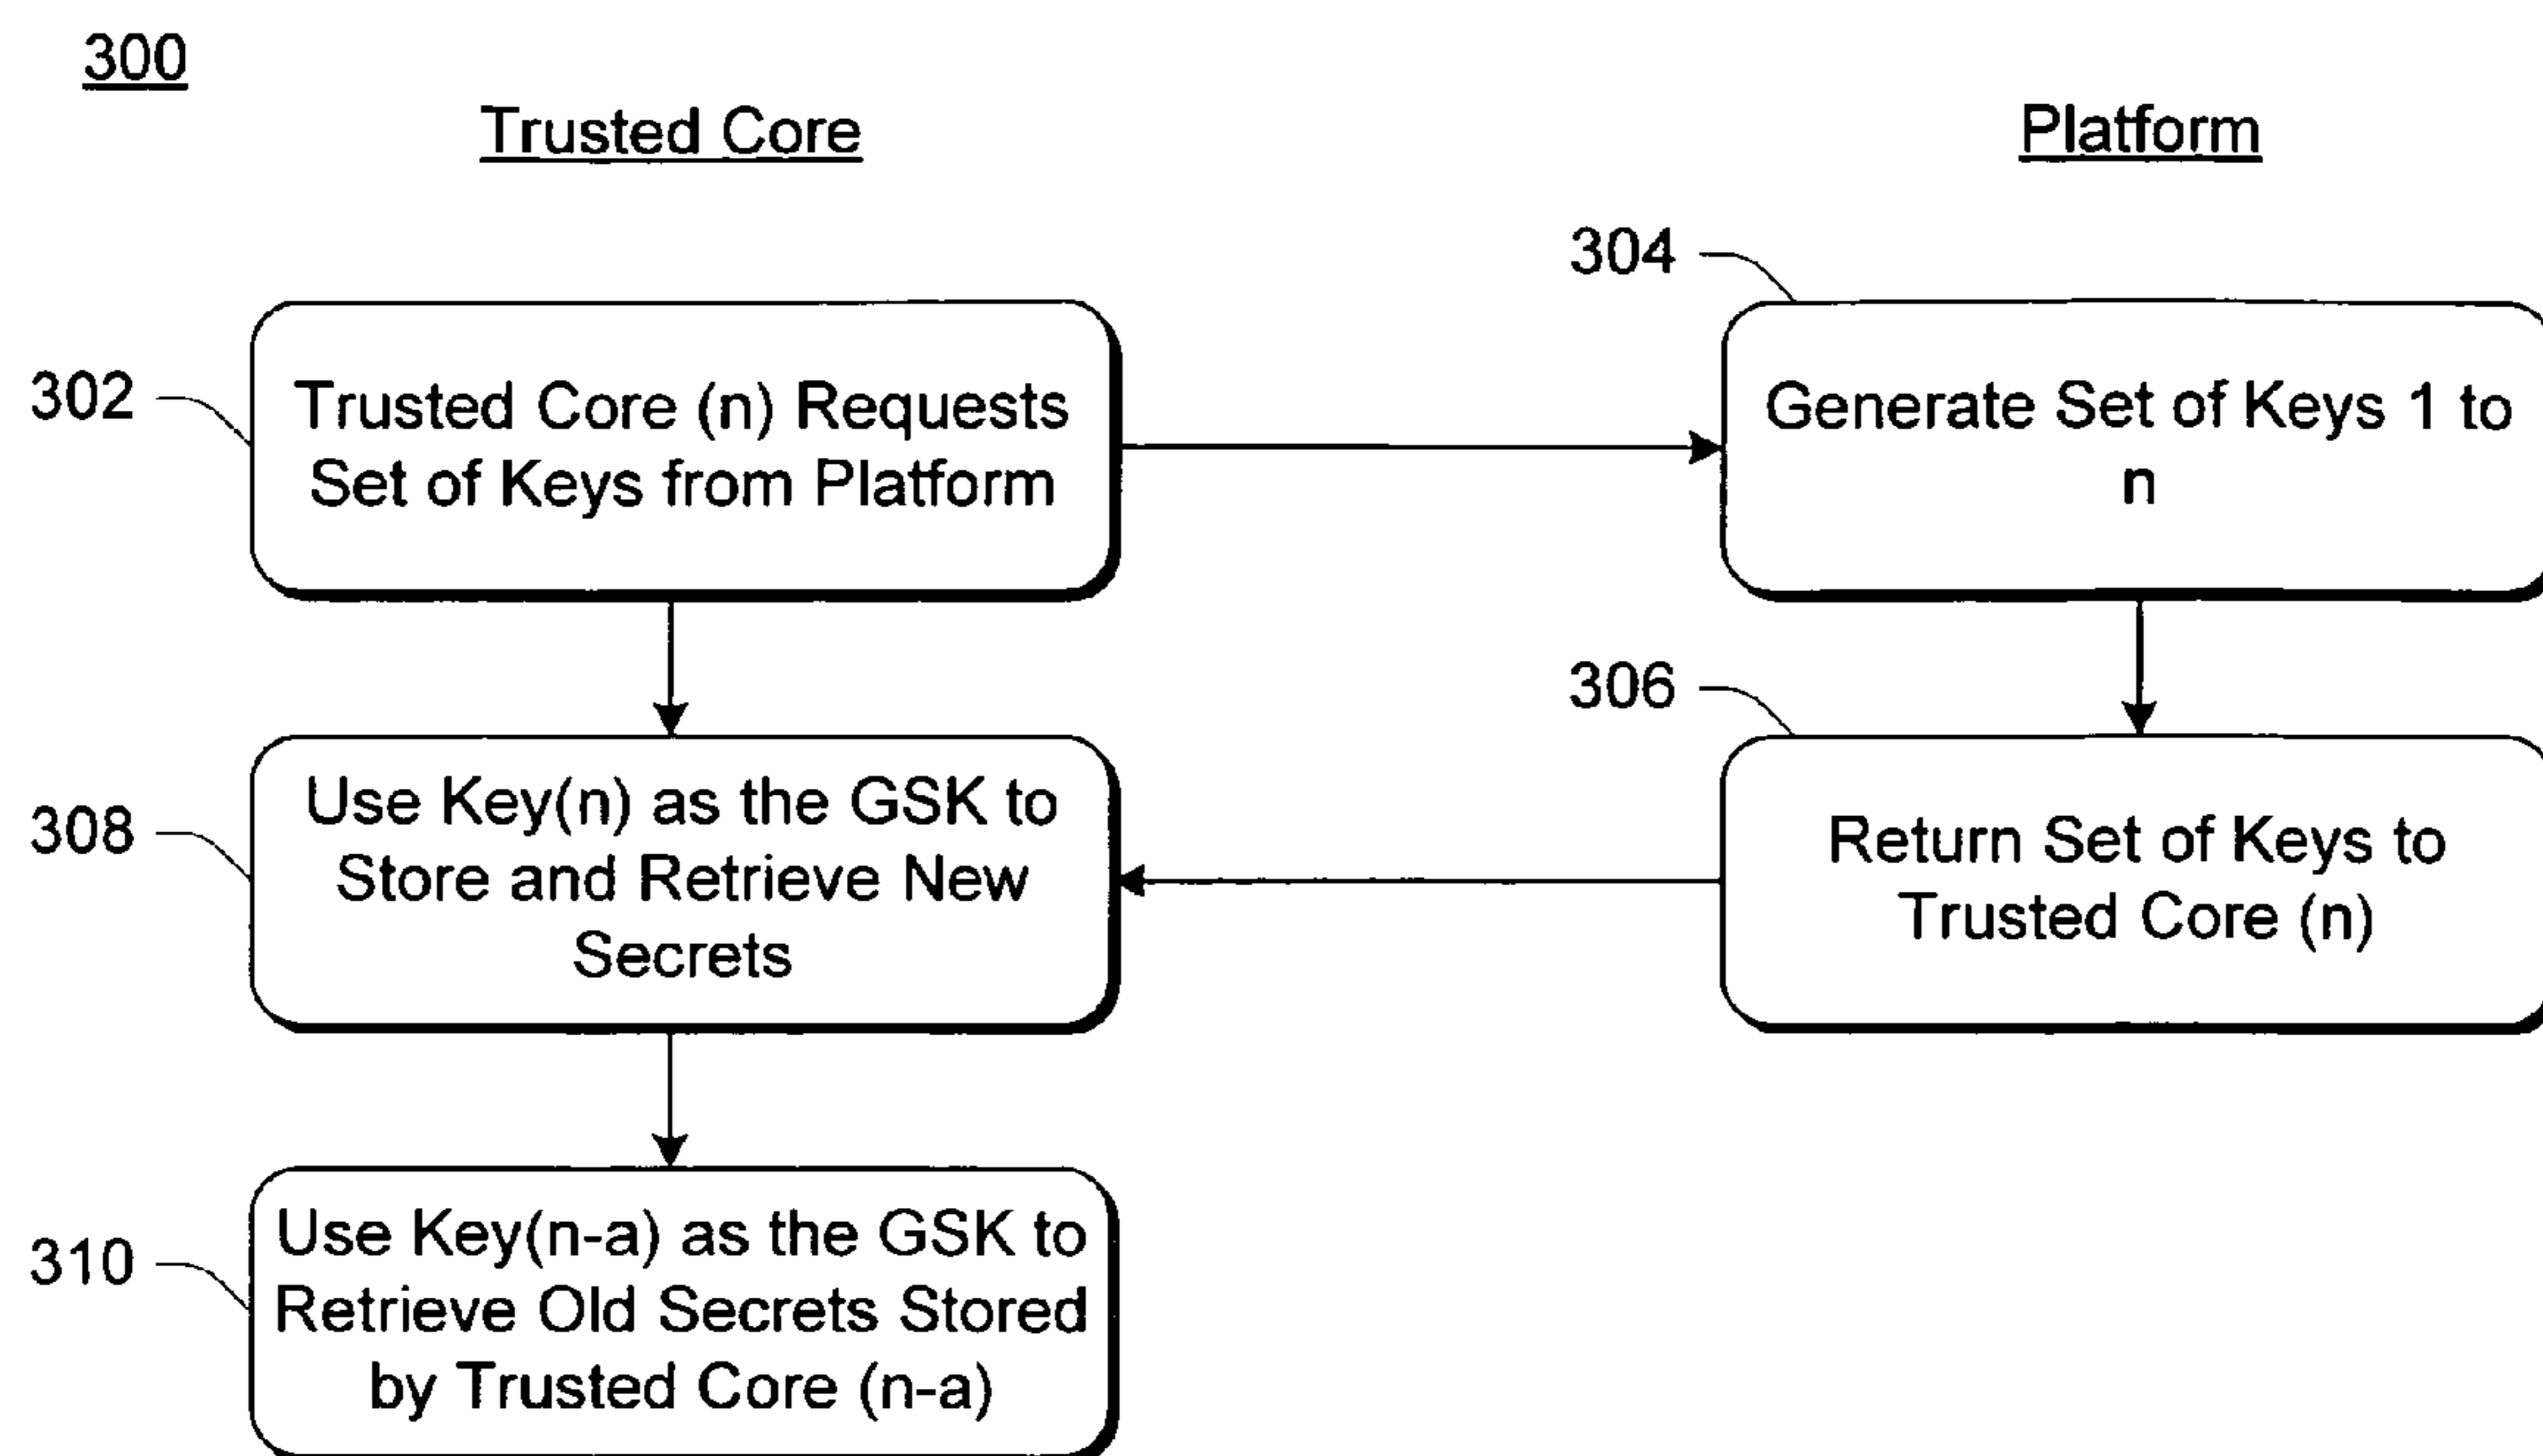 300
Trusted Core
Platform
304
302
Trusted Core (n) Requests
Set of Keys from Platform
Generate Set of Keys 1 to
n
306
308
Use Key(n) as the GSK to
Store and Retrieve New
Secrets
Return Set of Keys to
Trusted Core (n)
310
Use Key(n-a) as the GSK to
Retrieve Old Secrets Stored
by Trusted Core (n-a)